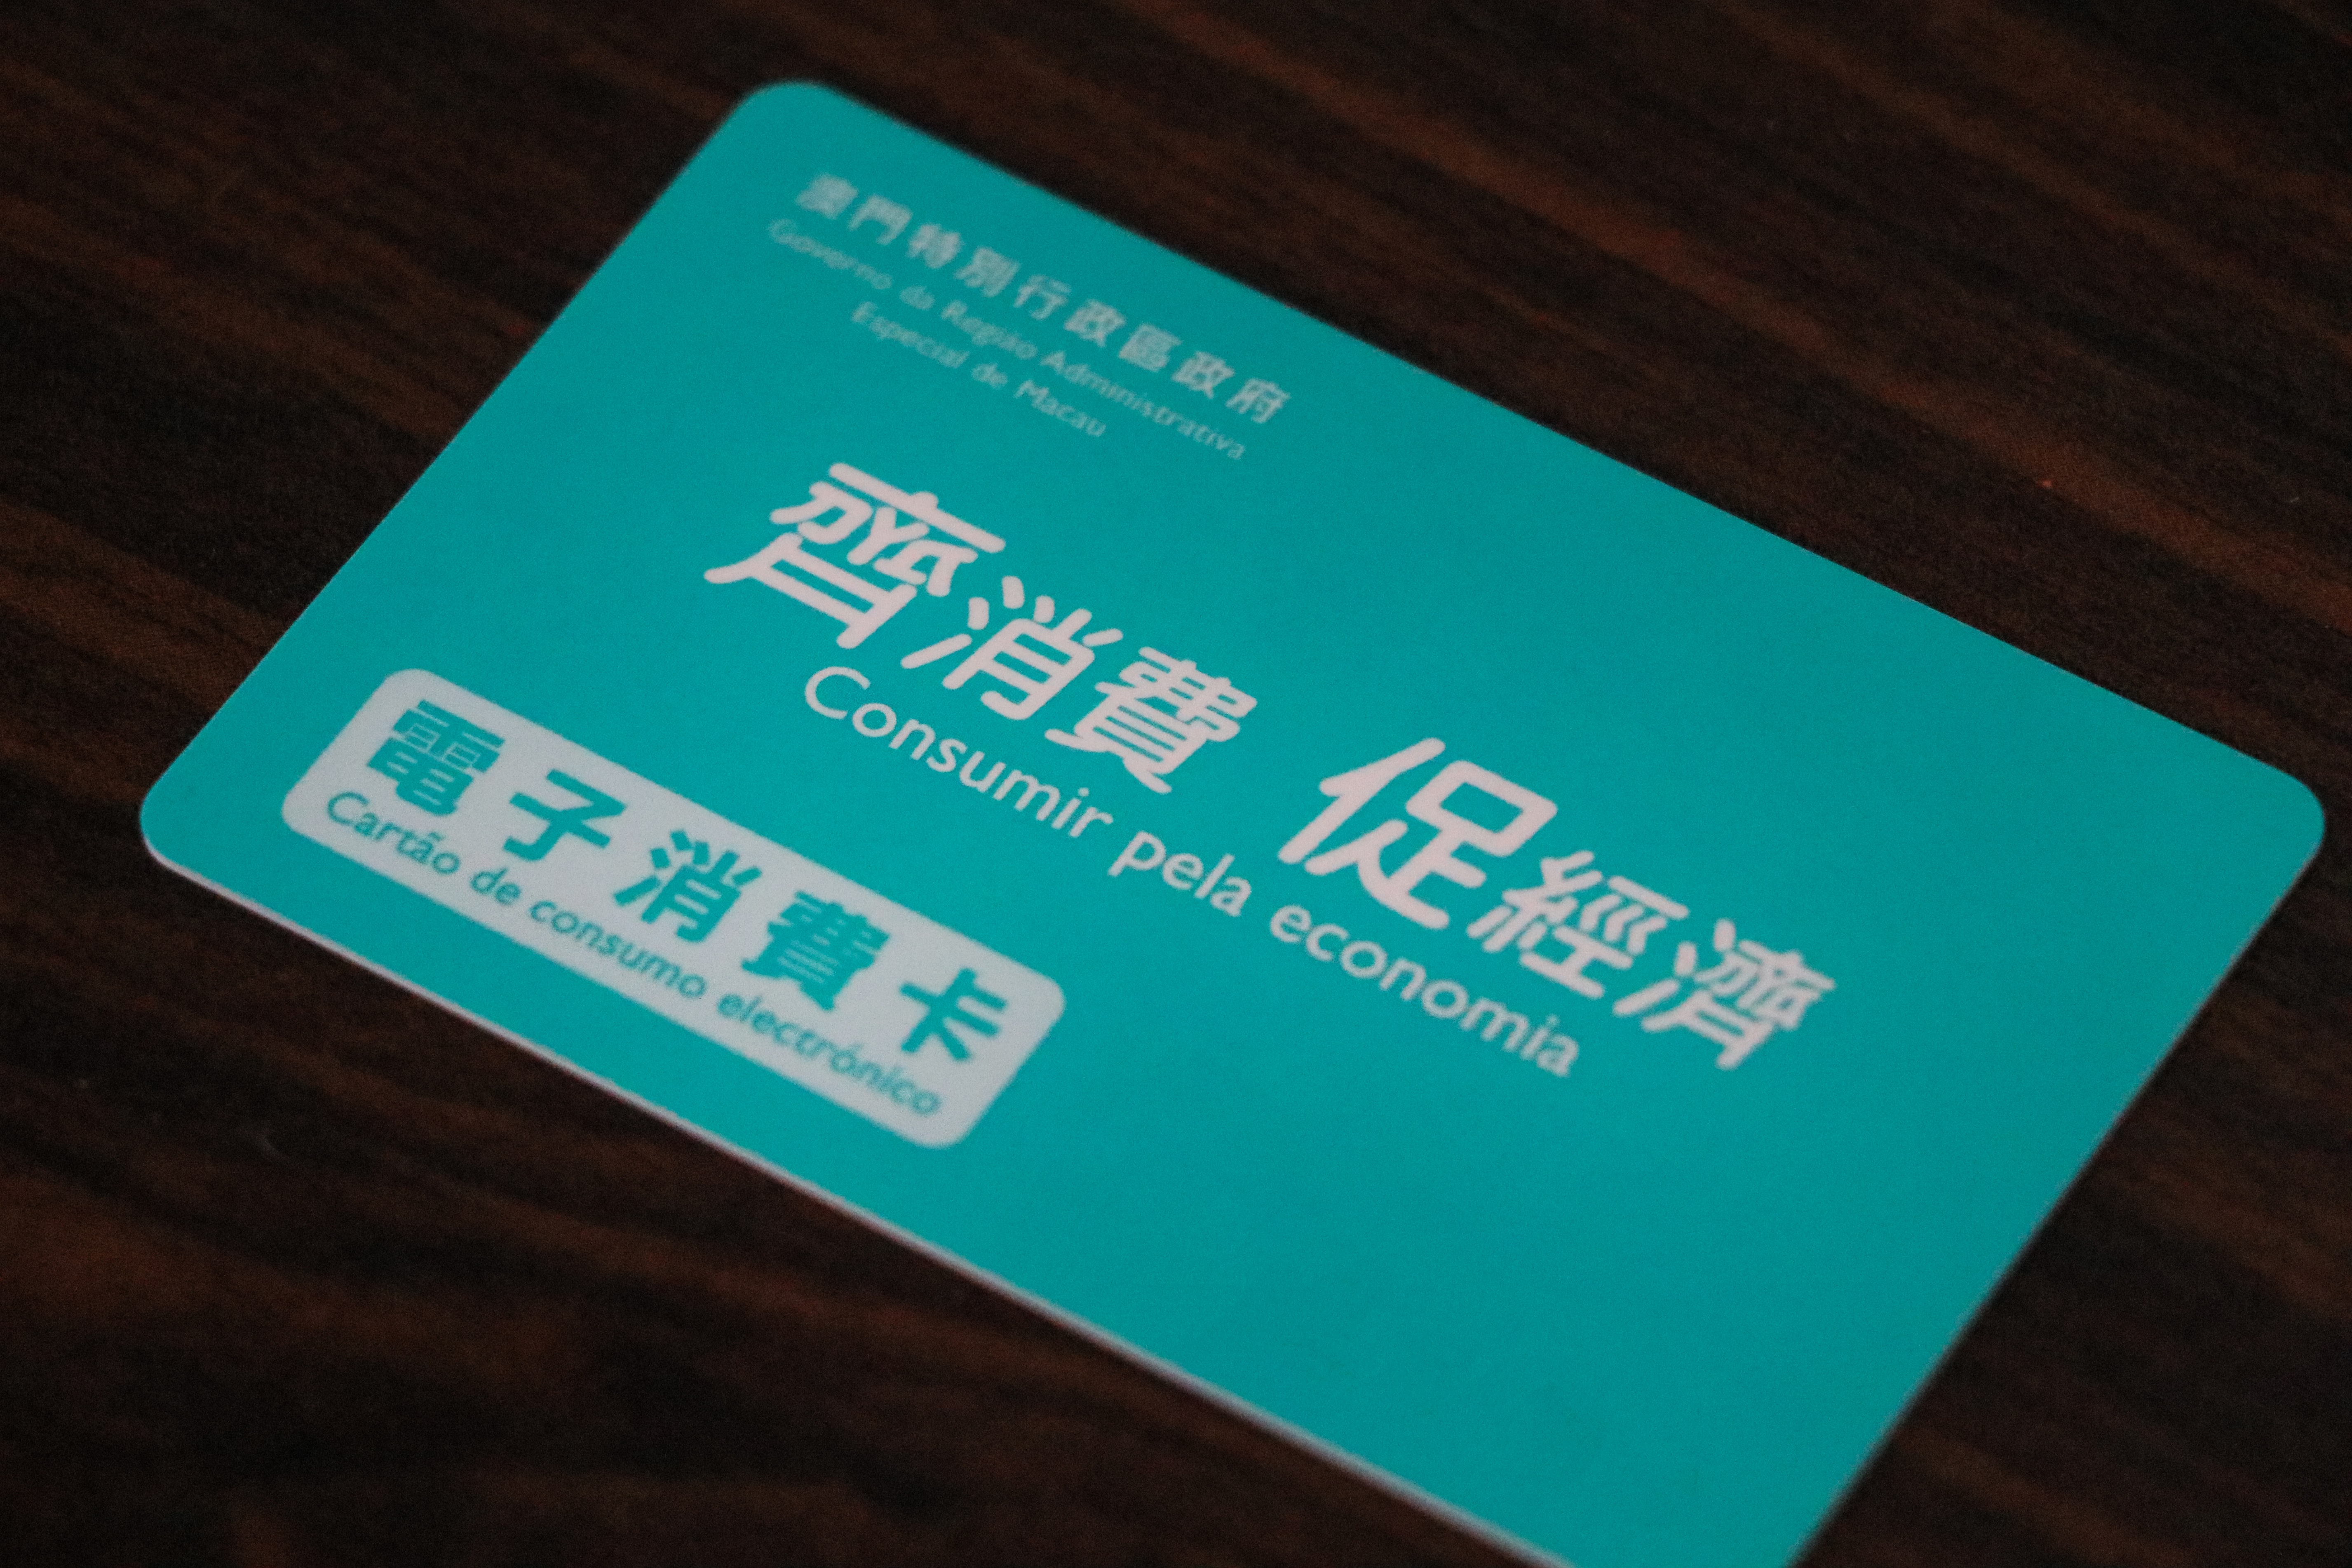 澳門特別行政區政府
Governo da Região Administrativa
Especial de Macau
齊消費 促經濟
Consumir pela economia
電子消費卡
Cartão de consumo electrónico